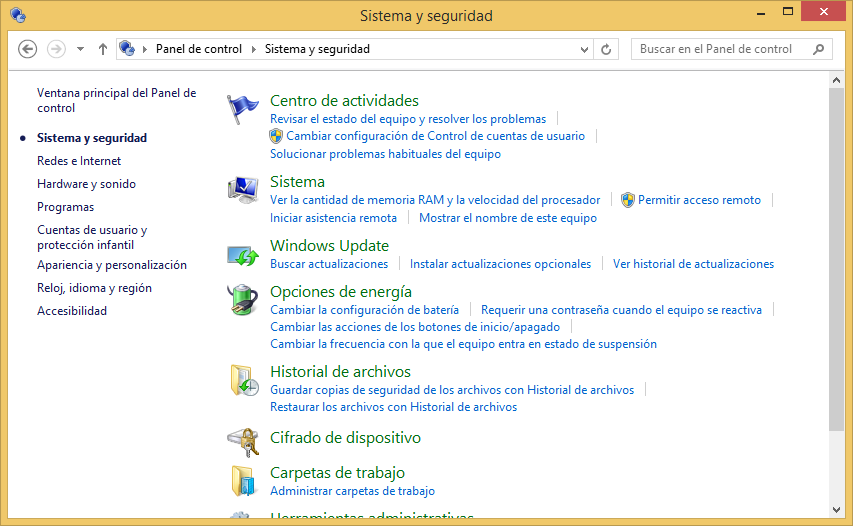 Sistema y seguridad
Panel de control
Sistema y seguridad
Buscar en el Panel de control
Ventana principal del Panel de
control
Sistema y seguridad
Redes e Internet
Hardware y sonido
Programas
Cuentas de usuario y
protección infantil
Apariencia y personalización
Reloj, idioma y región
Accesibilidad
Centro de actividades
Revisar el estado del equipo y resolver los problemas
Cambiar configuración de Control de cuentas de usuario
Solucionar problemas habituales del equipo
Sistema
Ver la cantidad de memoria RAM y la velocidad del procesador
Permitir acceso remoto
Iniciar asistencia remota
Mostrar el nombre de este equipo
Windows Update
Buscar actualizaciones
Instalar actualizaciones opcionales
Ver historial de actualizaciones
Opciones de energía
Cambiar la configuración de batería
Requerir una contraseña cuando el equipo se reactiva
Cambiar las acciones de los botones de inicio/apagado
Cambiar la frecuencia con la que el equipo entra en estado de suspensión
Historial de archivos
Guardar copias de seguridad de los archivos con Historial de archivos
Restaurar los archivos con Historial de archivos
Cifrado de dispositivo
Carpetas de trabajo
Administrar carpetas de trabajo
Herramientas administrativas